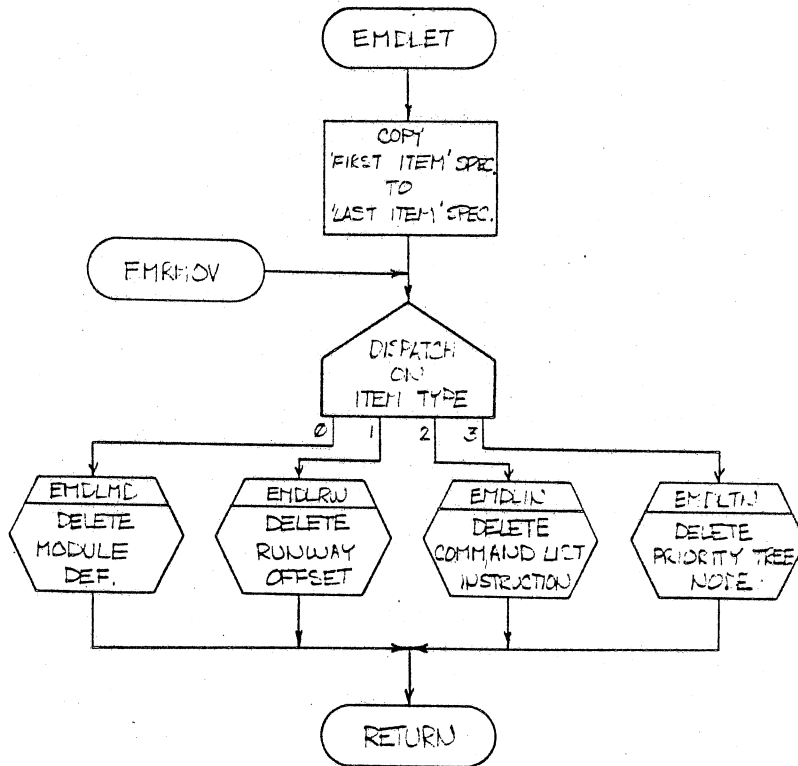 EMDLET
COPY
'FIRST ITEM' SPEC.
TO
'LAST ITEM' SPEC.
EMRMOV
DISPATCH
ON
ITEM TYPE
0 1 2 3
EMDLMD
DELETE
MODULE
DEF.
EMDLRW
DELETE
RUNWAY
OFFSET
EMDLIN
DELETE
COMMAND LIST
INSTRUCTION
EMDLTN
DELETE
PRIORITY TREE
NODE
RETURN